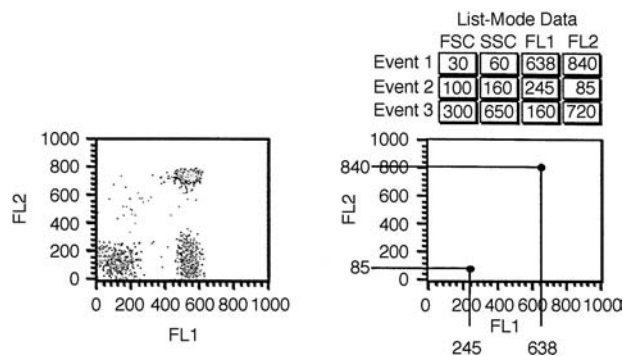 List-Mode Data
FSC SSC FL1 FL2
Event 1 30 60 638 840
Event 2 100 160 245 85
Event 3 300 650 160 720
1000
800
600
400
200
0
FL2
0 200 400 600 800 1000
FL1
1000
840 800
600
400
200
85
0
FL2
0 200 400 600 800 1000
FL1
245 638